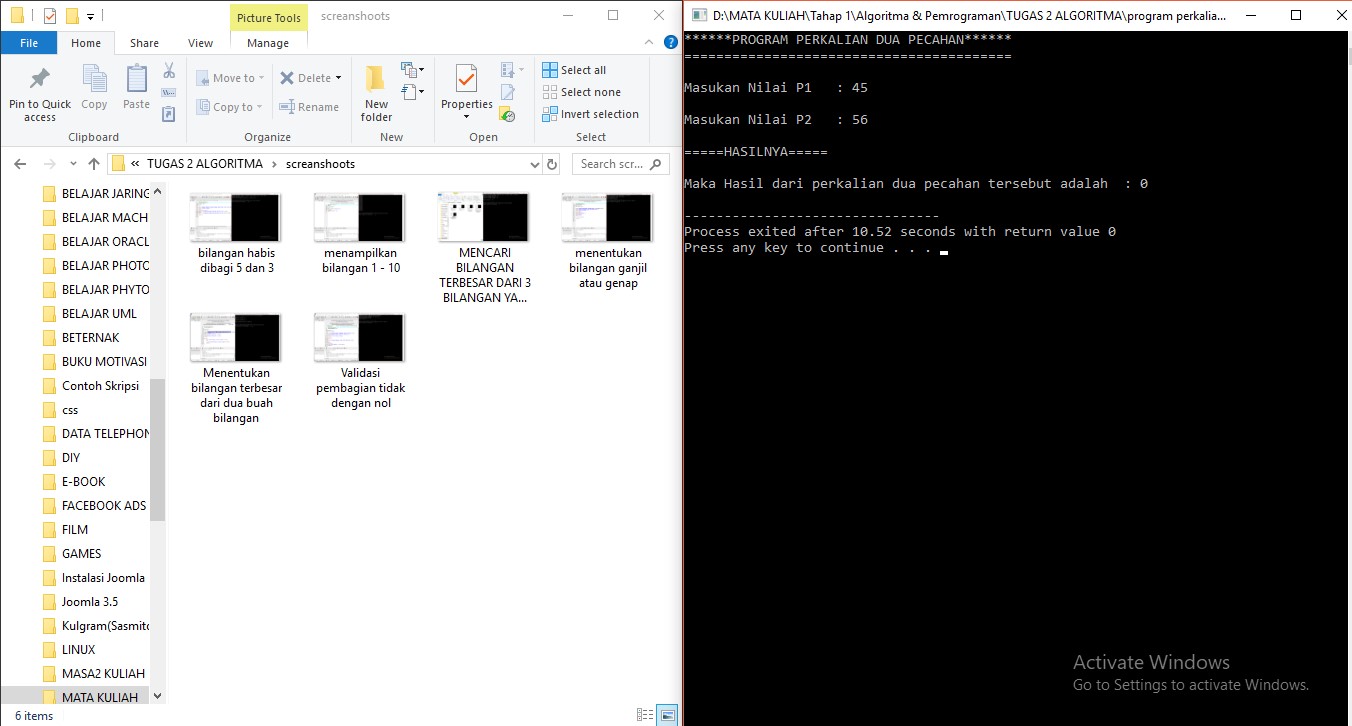 Picture Tools
screanshoots
File
Home
Share
View
Manage
Pin to Quick
access
Copy
Paste
Move to
Copy to
Delete
Rename
New
folder
Properties
Open
Select all
Select none
Invert selection
Clipboard
Organize
New
Open
Select
« TUGAS 2 ALGORITMA > screanshoots
Search scr...
BELAJAR JARING
BELAJAR MACH
BELAJAR ORACL
BELAJAR PHOTO
BELAJAR PHYTO
BELAJAR UML
BETERNAK
BUKU MOTIVASI
Contoh Skripsi
css
DATA TELEPHON
DIY
E-BOOK
FACEBOOK ADS
FILM
GAMES
Instalasi Joomla
Joomla 3.5
Kulgram(Sasmito
LINUX
MASA2 KULIAH
MATA KULIAH
bilangan habis
dibagi 5 dan 3
menampilkan
bilangan 1 - 10
MENCARI
BILANGAN
TERBESAR DARI 3
BILANGAN YA...
menentukan
bilangan ganjil
atau genap
Menentukan
bilangan terbesar
dari dua buah
bilangan
Validasi
pembagian tidak
dengan nol
6 items
D:\MATA KULIAH\Tahap 1\Algoritma & Pemrograman\TUGAS 2 ALGORITMA\program perkalia...
******PROGRAM PERKALIAN DUA PECAHAN******
=========================================
Masukan Nilai P1   : 45
Masukan Nilai P2   : 56
=====HASILNYA=====
Maka Hasil dari perkalian dua pecahan tersebut adalah  : 0
--------------------------------
Process exited after 10.52 seconds with return value 0
Press any key to continue . . .
Activate Windows
Go to Settings to activate Windows.